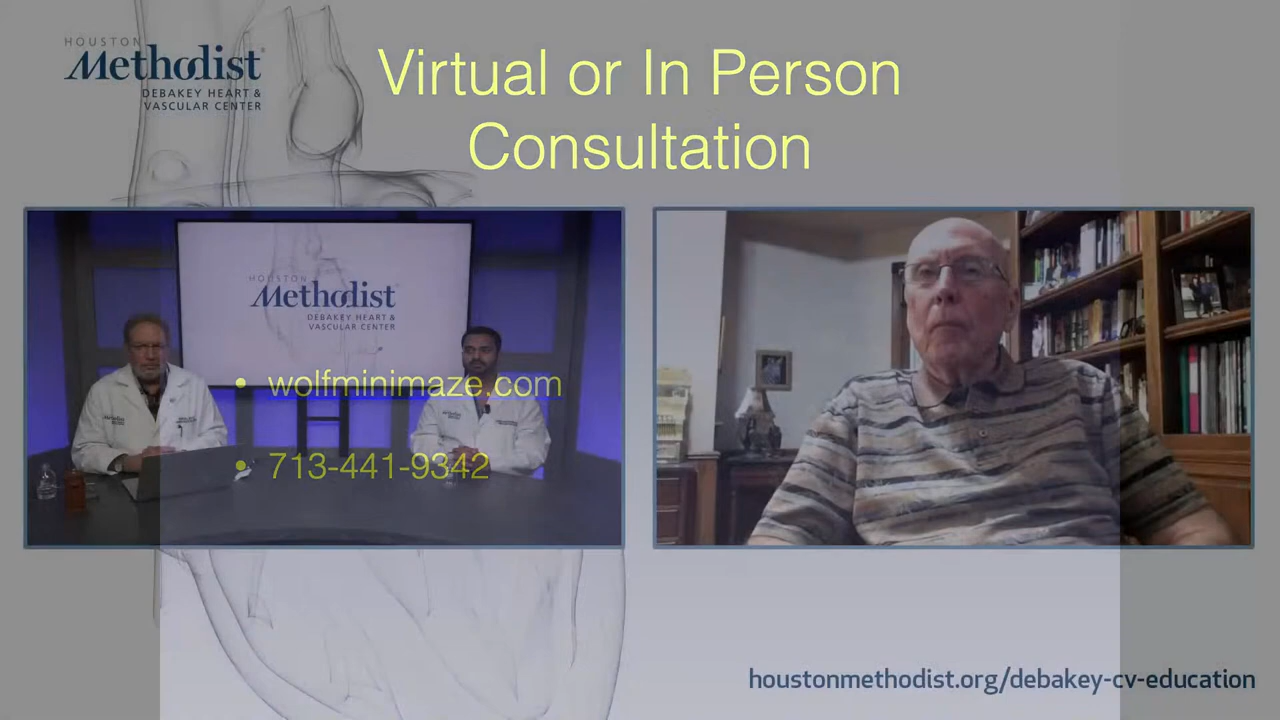 HOUSTON
Methodist
DEBAKEY HEART &
VASCULAR CENTER
Virtual or In Person
Consultation
HOUSTON
Methodist
DEBAKEY HEART &
VASCULAR CENTER
• wolfminimaze.com
• 713-441-9342
houstonmethodist.org/debakey-cv-education